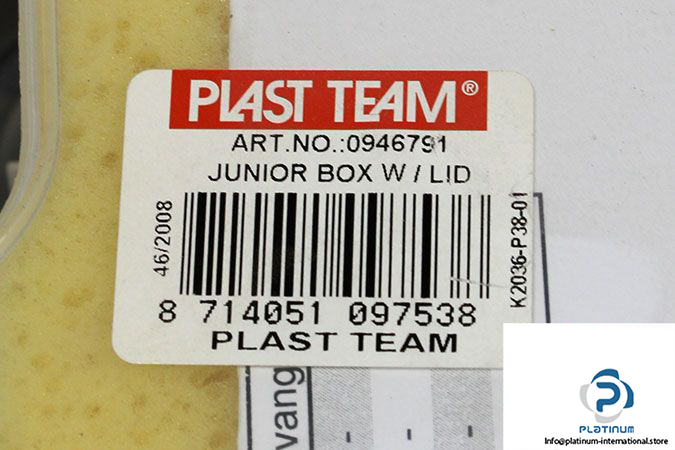 PLAST TEAM®
ART.NO.:0946791
JUNIOR BOX W / LID
46/2008
K2036-P38-01
8 714051 097538
PLAST TEAM
vang
PLATINUM
Info@platinum-international.store